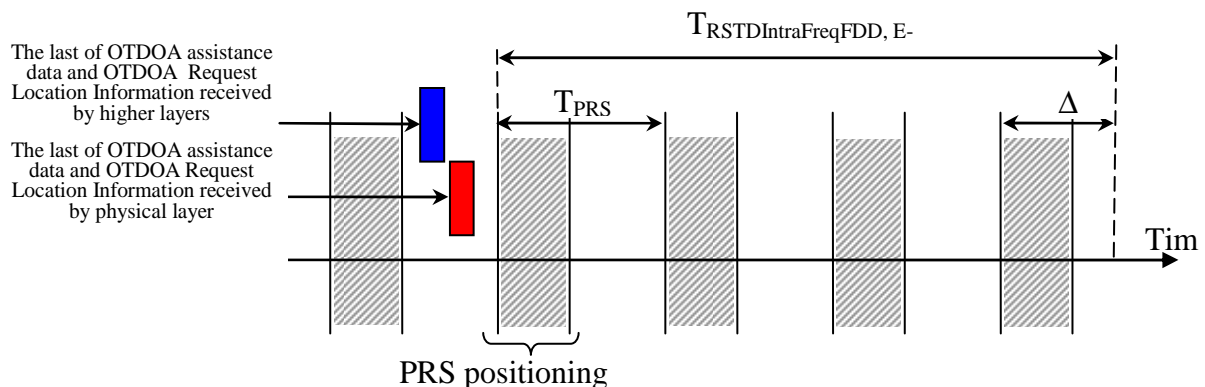 The last of OTDOA assistance
data and OTDOA Request
Location Information received
by higher layers
The last of OTDOA assistance
data and OTDOA Request
Location Information received
by physical layer
TRSTDIntraFreqFDD, E-
TPRS
Δ
Tim
PRS positioning